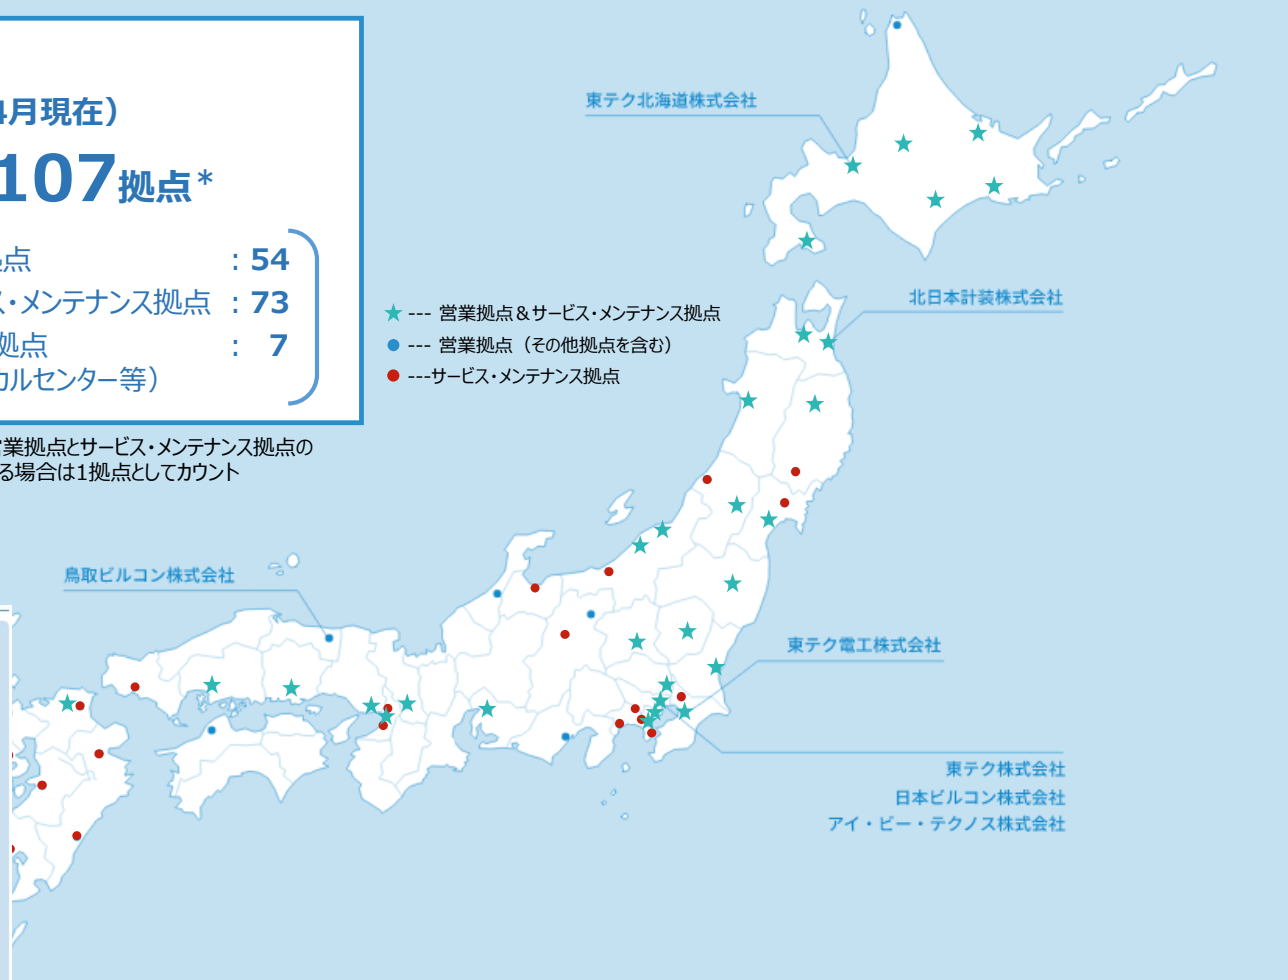 4月現在）
107拠点*
拠点 : 54
ス・メンテナンス拠点 : 73
拠点 : 7
カルセンター等）
営業拠点とサービス・メンテナンス拠点の
る場合は1拠点としてカウント
東テク北海道株式会社
北日本計装株式会社
★ --- 営業拠点＆サービス・メンテナンス拠点
● --- 営業拠点（その他拠点を含む）
● ---サービス・メンテナンス拠点
鳥取ビルコン株式会社
東テク電工株式会社
東テク株式会社
日本ビルコン株式会社
アイ・ビー・テクノス株式会社